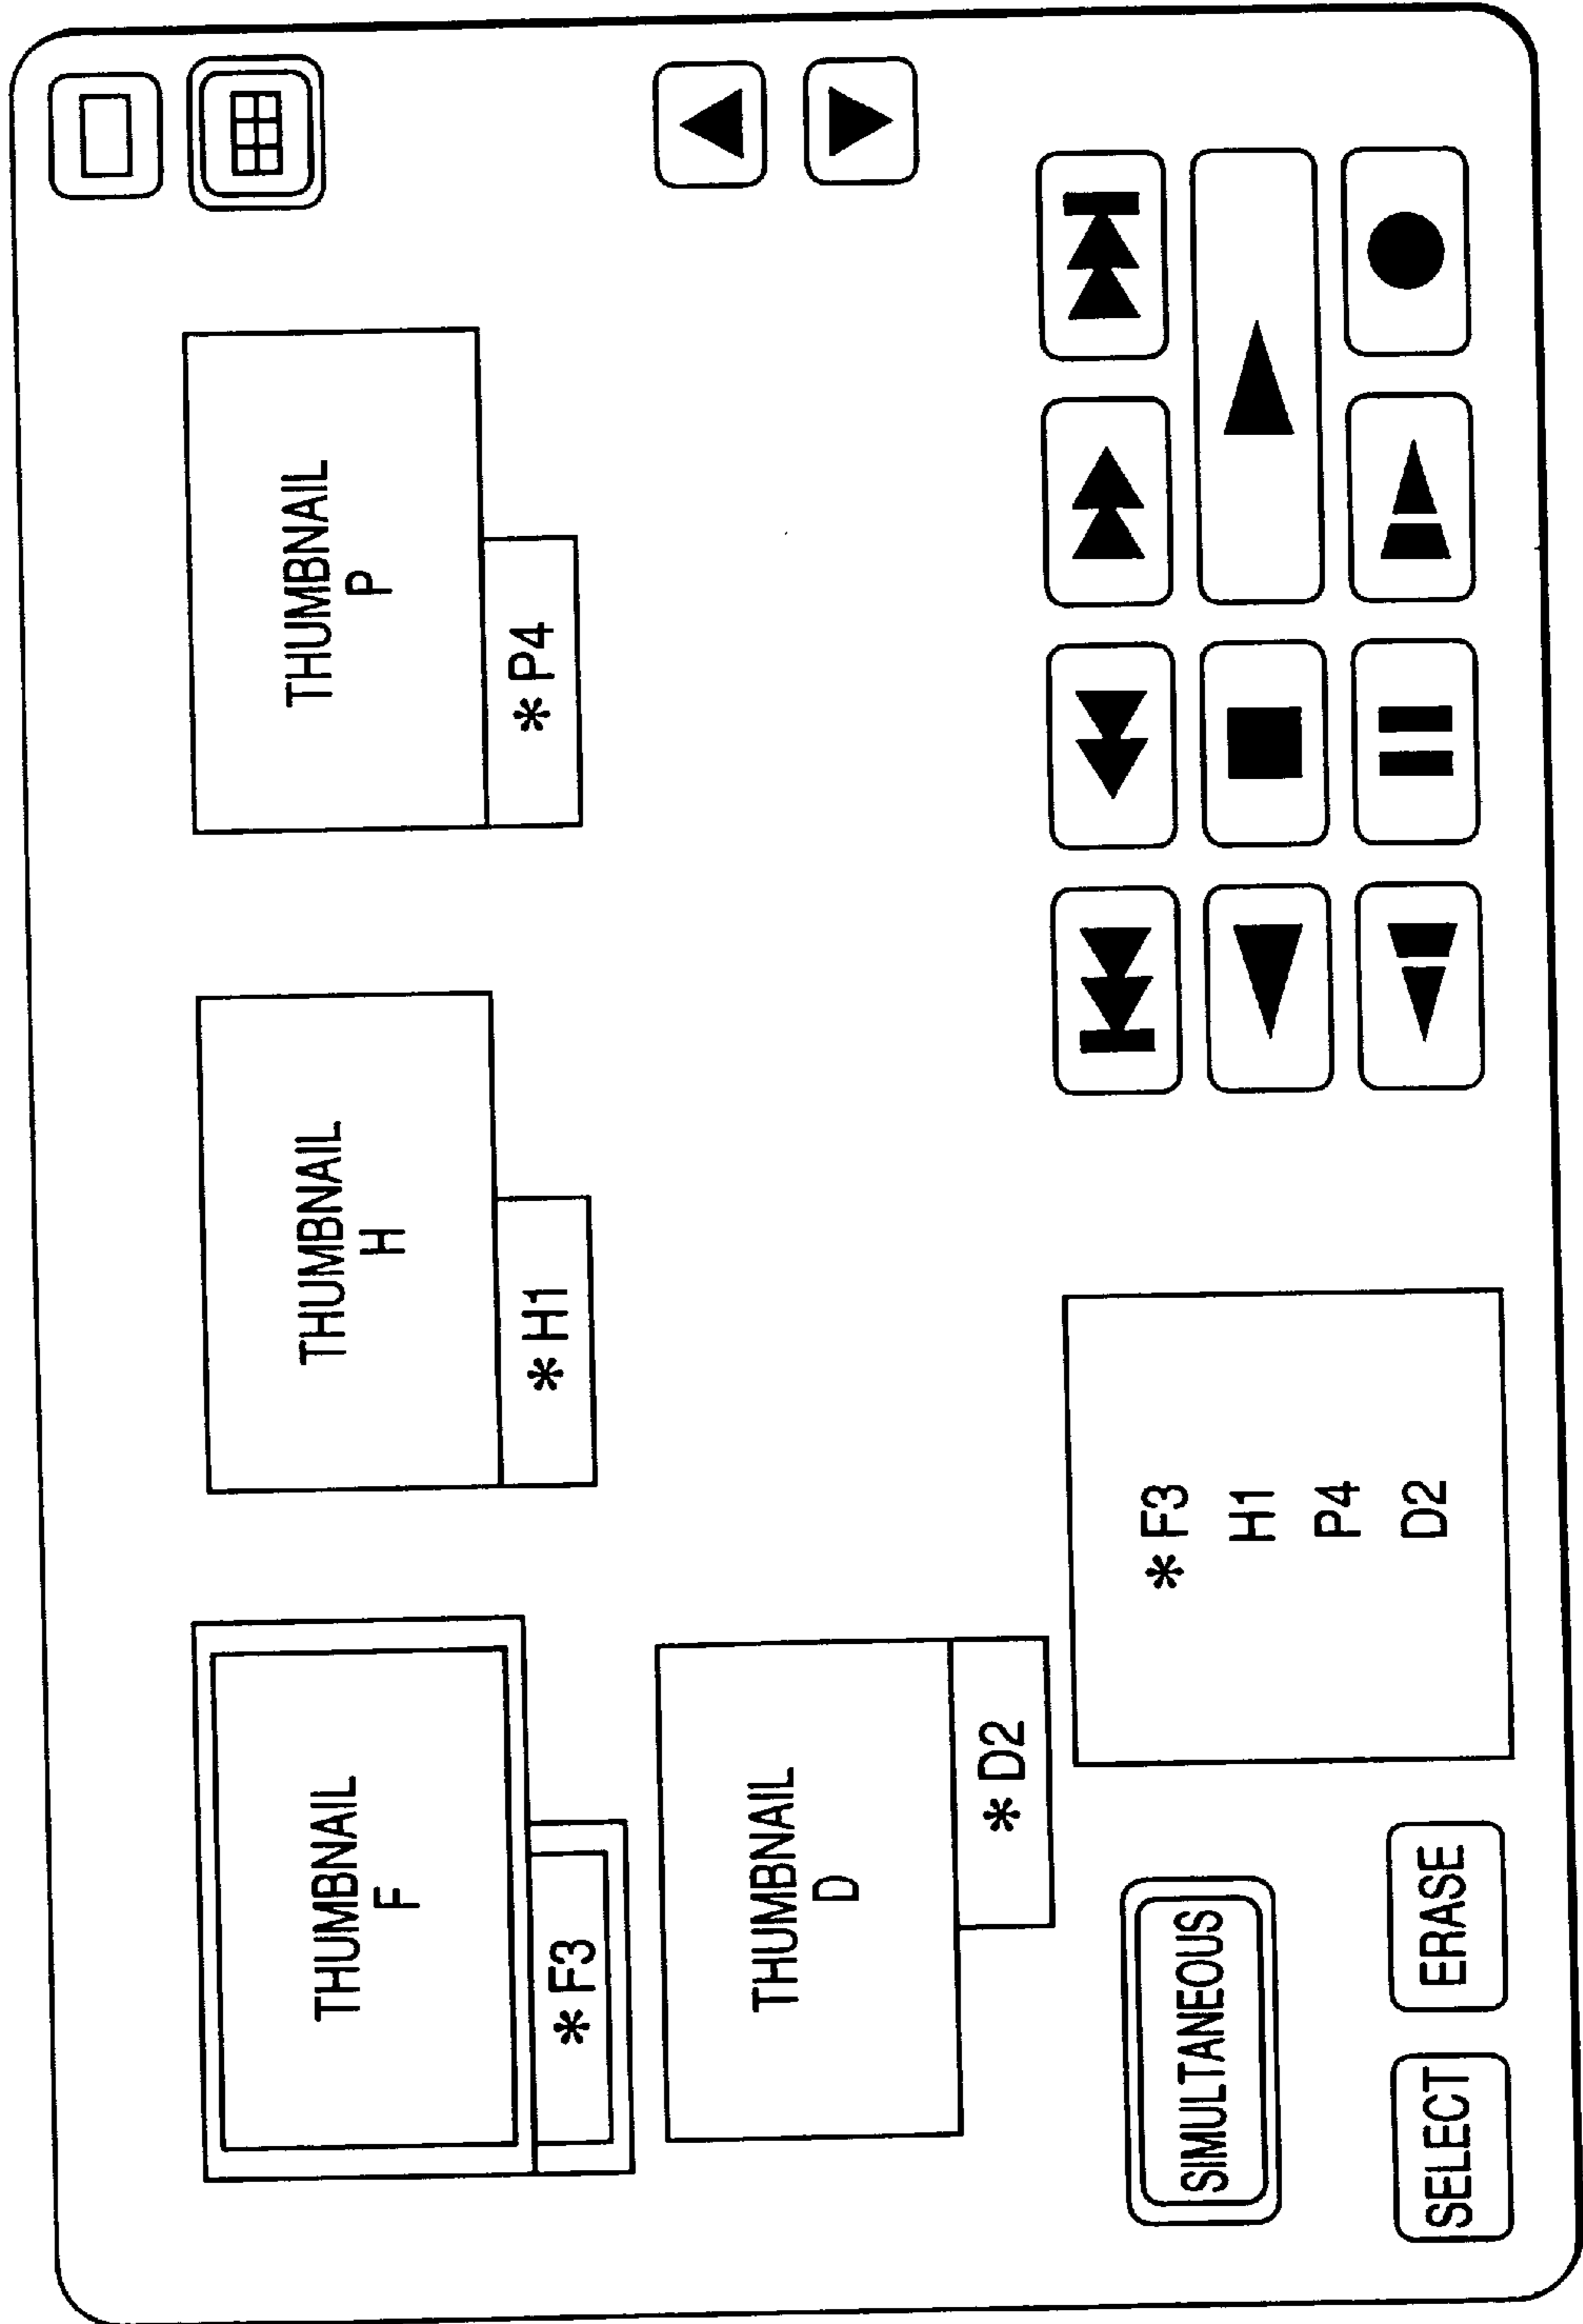 THUMBNAIL
F
*F3
THUMBNAIL
H
*H1
THUMBNAIL
P
*P4
THUMBNAIL
D
*D2
SIMULTANEOUS
SELECT
ERASE
*F3
H1
P4
D2